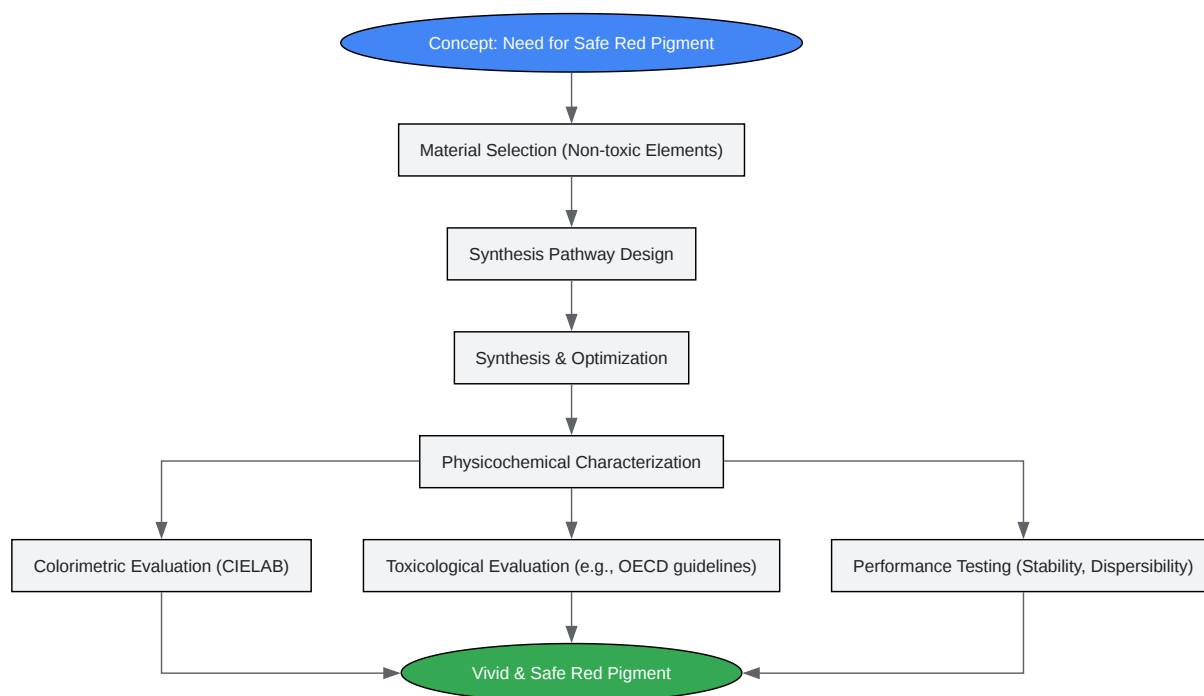 Concept: Need for Safe Red Pigment
Material Selection (Non-toxic Elements)
Synthesis Pathway Design
Synthesis & Optimization
Physicochemical Characterization
Colorimetric Evaluation (CIELAB)
Toxicological Evaluation (e.g., OECD guidelines)
Performance Testing (Stability, Dispersibility)
Vivid & Safe Red Pigment